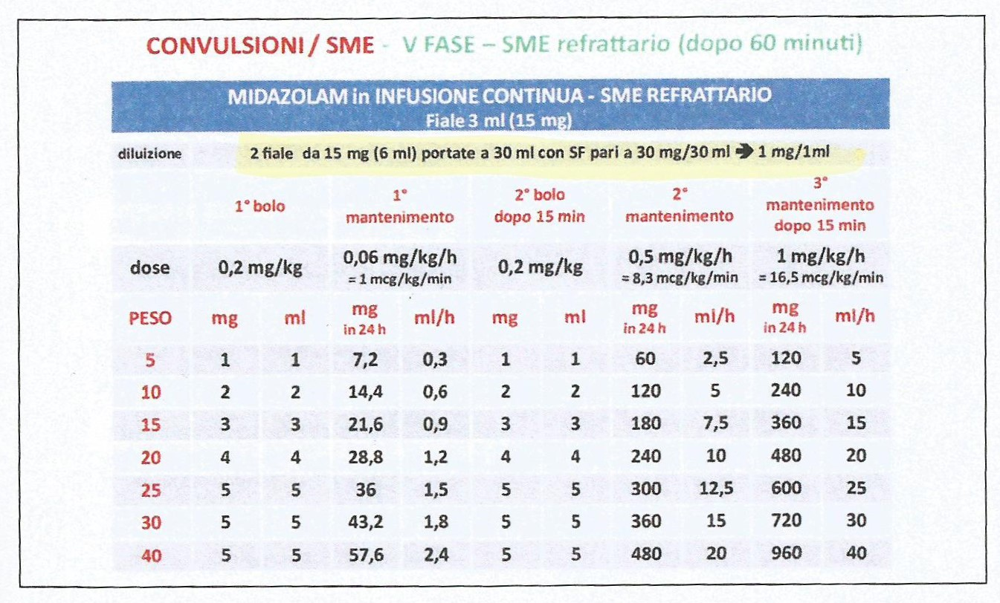 CONVULSIONI / SME - V FASE – SME refrattario (dopo 60 minuti)
MIDAZOLAM in INFUSIONE CONTINUA - SME REFRATTARIO
Fiale 3 ml (15 mg)
diluizione 2 fiale da 15 mg (6 ml) portate a 30 ml con SF pari a 30 mg/30 ml ➔ 1 mg/1ml
1° bolo 1° mantenimento 2° bolo dopo 15 min 2° mantenimento 3° mantenimento dopo 15 min
dose 0,2 mg/kg 0,06 mg/kg/h = 1 mcg/kg/min 0,2 mg/kg 0,5 mg/kg/h = 8,3 mcg/kg/min 1 mg/kg/h = 16,5 mcg/kg/min
PESO mg ml mg in 24 h ml/h mg ml mg in 24 h ml/h mg in 24 h ml/h
5 1 1 7,2 0,3 1 1 60 2,5 120 5
10 2 2 14,4 0,6 2 2 120 5 240 10
15 3 3 21,6 0,9 3 3 180 7,5 360 15
20 4 4 28,8 1,2 4 4 240 10 480 20
25 5 5 36 1,5 5 5 300 12,5 600 25
30 5 5 43,2 1,8 5 5 360 15 720 30
40 5 5 57,6 2,4 5 5 480 20 960 40